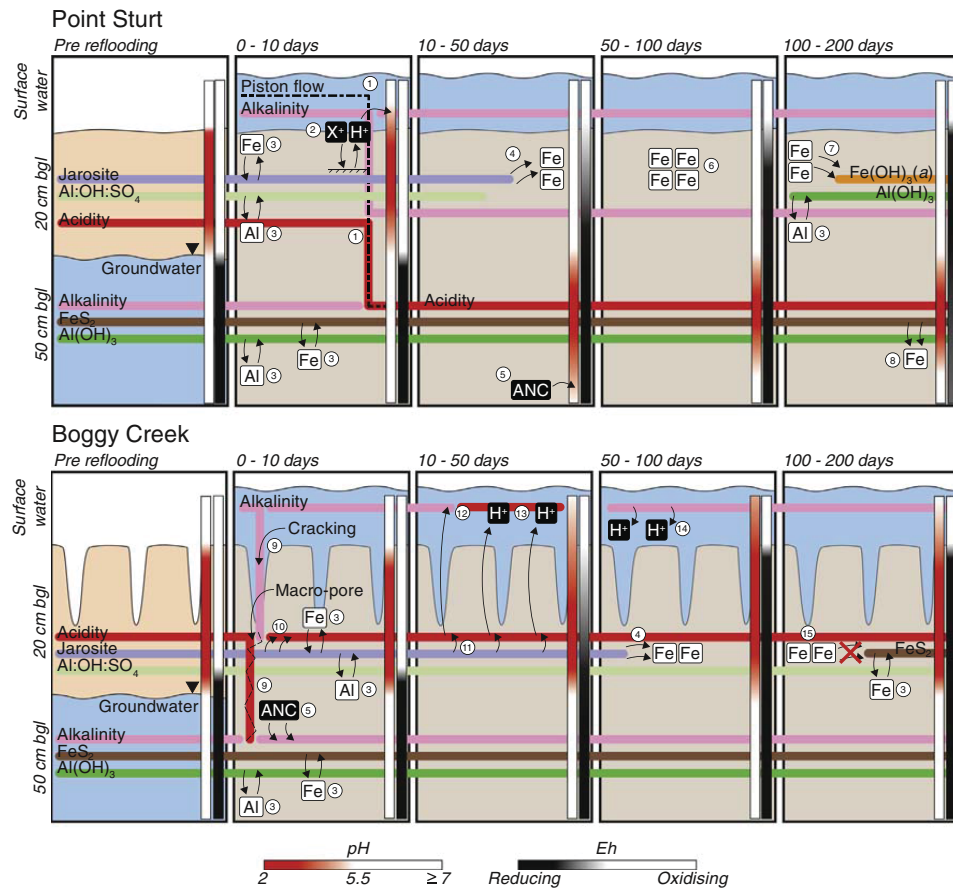 Point Sturt
Pre reflooding
0 - 10 days
10 - 50 days
50 - 100 days
100 - 200 days
Surface
water
20 cm bgl
50 cm bgl
Piston flow
1
Alkalinity
2
X+
H+
Fe
3
4
Fe
Fe
Fe Fe
Fe Fe
6
Fe
Fe
7
Jarosite
Al:OH:SO4
Fe(OH)3(a)
Al(OH)3
Acidity
Al
3
1
Al
3
Groundwater
Alkalinity
Acidity
FeS2
Al(OH)3
Al
3
Fe
3
5
ANC
8
Fe
Boggy Creek
Pre reflooding
0 - 10 days
10 - 50 days
50 - 100 days
100 - 200 days
Surface
water
20 cm bgl
50 cm bgl
Alkalinity
12
H+
13
H+
H+
H+
14
Cracking
9
Macro-pore
Fe
3
Acidity
10
11
4
15
Jarosite
Fe Fe
Fe Fe
FeS2
Al:OH:SO4
Al
3
Fe
3
9
Groundwater
ANC
5
Alkalinity
FeS2
Al(OH)3
Al
3
Fe
3
pH
2
5.5
≥ 7
Eh
Reducing
Oxidising